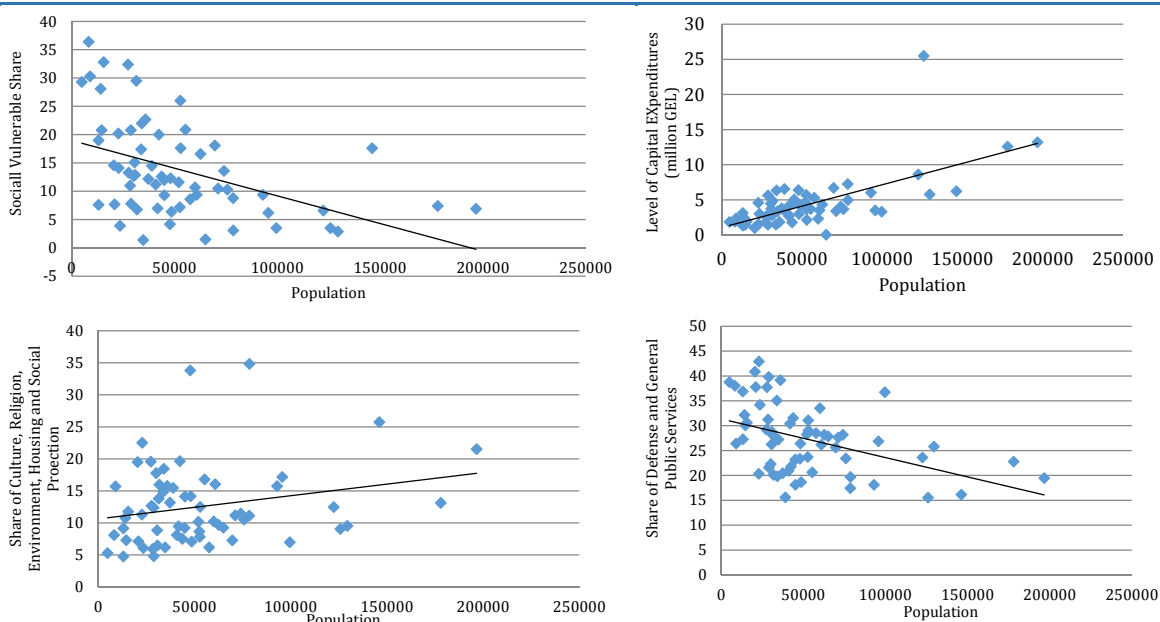 40
35
30
25
20
15
10
5
0
-5
0 50000 100000 150000 200000 250000
Population
Sociall Vulnerable Share
30
25
20
15
10
5
0
0 50000 100000 150000 200000 250000
Population
Level of Capital EXpenditures
(million GEL)
40
35
30
25
20
15
10
5
0
0 50000 100000 150000 200000 250000
Population
Share of Culture, Religion,
Environment, Housing and Social
Proection
50
45
40
35
30
25
20
15
10
5
0
0 50000 100000 150000 200000 250000
Population
Share of Defense and General
Public Services